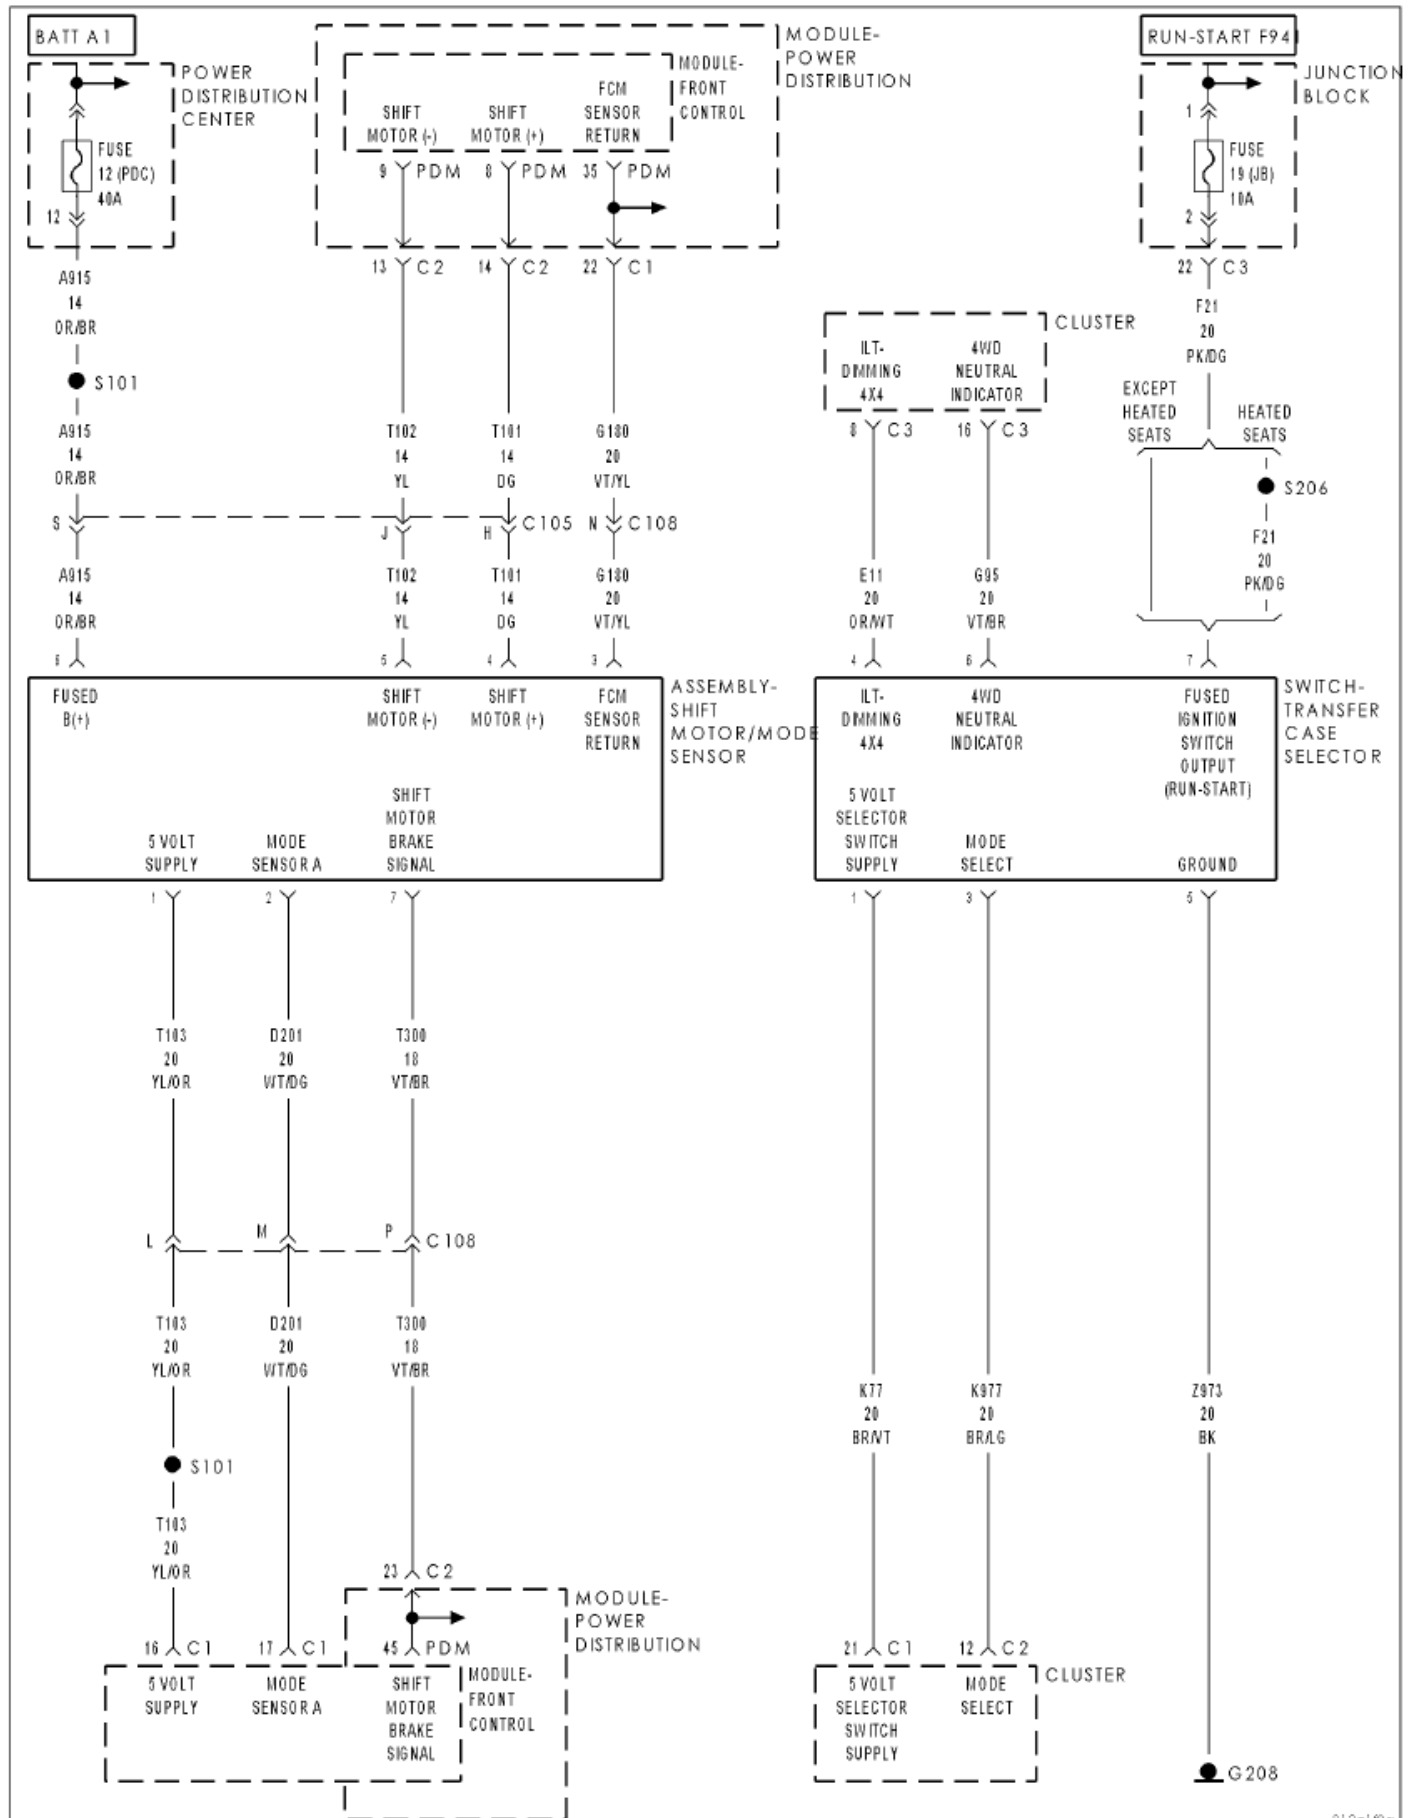 BATT A1
POWER
DISTRIBUTION
CENTER
FUSE
12 (PDC)
40A
12
A915
14
OR/BR
S101
A915
14
OR/BR
S
A915
14
OR/BR
6
MODULE-
POWER
DISTRIBUTION
MODULE-
FRONT
CONTROL
SHIFT
MOTOR (-)
SHIFT
MOTOR (+)
FCM
SENSOR
RETURN
9 PDM
8 PDM
35 PDM
13 C2
14 C2
22 C1
T102
14
YL
T101
14
DG
G180
20
VT/YL
J
H
C105
N
C108
T102
14
YL
T101
14
DG
G180
20
VT/YL
5
4
3
RUN-START F94
JUNCTION
BLOCK
1
FUSE
19 (JB)
10A
2
22 C3
F21
20
PK/DG
EXCEPT
HEATED
SEATS
HEATED
SEATS
S206
F21
20
PK/DG
7
CLUSTER
ILT-
DIMMING
4X4
4WD
NEUTRAL
INDICATOR
8 C3
16 C3
E11
20
OR/WT
G95
20
VT/BR
4
6
FUSED
B(+)
SHIFT
MOTOR (-)
SHIFT
MOTOR (+)
FCM
SENSOR
RETURN
ASSEMBLY-
SHIFT
MOTOR/MODE
SENSOR
5 VOLT
SUPPLY
MODE
SENSOR A
SHIFT
MOTOR
BRAKE
SIGNAL
1
2
7
ILT-
DIMMING
4X4
4WD
NEUTRAL
INDICATOR
FUSED
IGNITION
SWITCH
OUTPUT
(RUN-START)
SWITCH-
TRANSFER
CASE
SELECTOR
5 VOLT
SELECTOR
SWITCH
SUPPLY
MODE
SELECT
GROUND
1
3
5
T103
20
YL/OR
D201
20
WT/DG
T300
18
VT/BR
L
M
P
C108
T103
20
YL/OR
D201
20
WT/DG
T300
18
VT/BR
S101
T103
20
YL/OR
23 C2
16 C1
17 C1
45 PDM
MODULE-
POWER
DISTRIBUTION
5 VOLT
SUPPLY
MODE
SENSOR A
SHIFT
MOTOR
BRAKE
SIGNAL
MODULE-
FRONT
CONTROL
K77
20
BR/VT
K977
20
BR/LG
Z973
20
BK
21 C1
12 C2
CLUSTER
5 VOLT
SELECTOR
SWITCH
SUPPLY
MODE
SELECT
G208